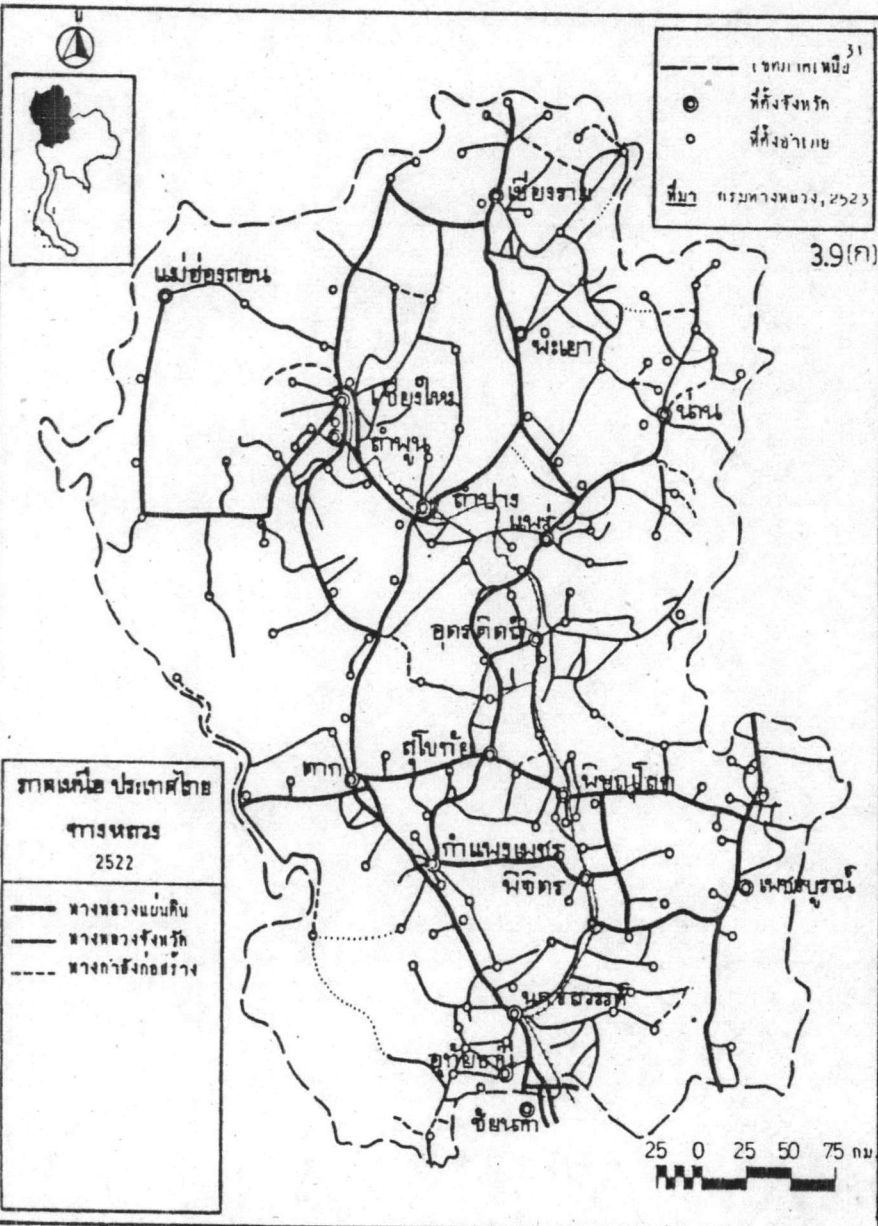 น
31
เขตภาคเหนือ
ที่ตั้งจังหวัด
ที่ตั้งอำเภอ
ที่มา กรมทางหลวง, 2523
3.9(ก)
เชียงราย
แม่ฮ่องสอน
พะเยา
เชียงใหม่
น่าน
ลำพูน
ลำปาง
แพร่
อุตรดิตถ์
สุโขทัย
ตาก
พิษณุโลก
กำแพงเพชร
พิจิตร
เพชรบูรณ์
นครสวรรค์
อุทัยธานี
ชัยนาท
ภาคเหนือ ประเทศไทย
ทางหลวง
2522
ทางหลวงแผ่นดิน
ทางหลวงจังหวัด
ทางกำลังก่อสร้าง
25 0 25 50 75 กม.